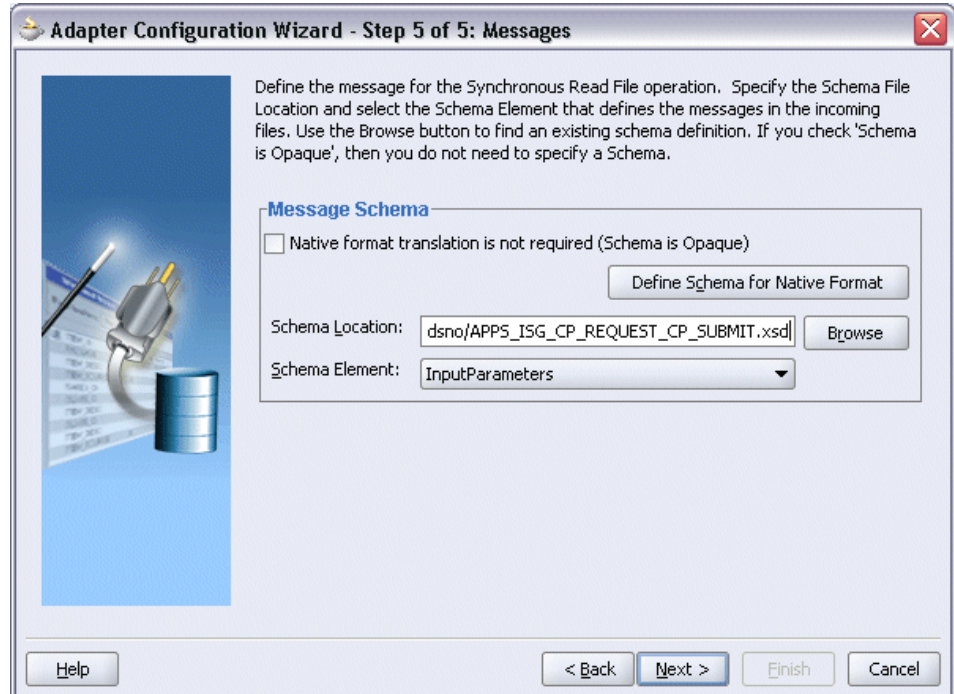 Adapter Configuration Wizard - Step 5 of 5: Messages
Define the message for the Synchronous Read File operation. Specify the Schema File
Location and select the Schema Element that defines the messages in the incoming
files. Use the Browse button to find an existing schema definition. If you check 'Schema
is Opaque', then you do not need to specify a Schema.
Message Schema
Native format translation is not required (Schema is Opaque)
Define Schema for Native Format
Schema Location: dsno/APPS_ISG_CP_REQUEST_CP_SUBMIT.xsd Browse
Schema Element: InputParameters
Help < Back Next > Finish Cancel